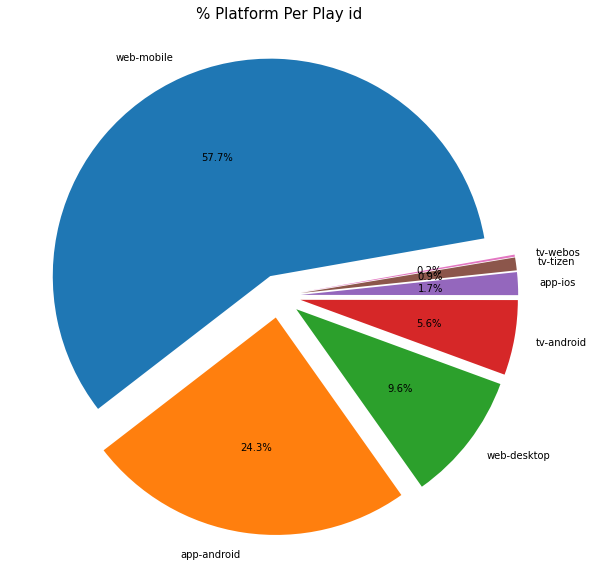 % Platform Per Play id
web-mobile
57.7%
tv-webos
0.2%
tv-tizen
0.9%
app-ios
1.7%
5.6%
tv-android
9.6%
web-desktop
24.3%
app-android